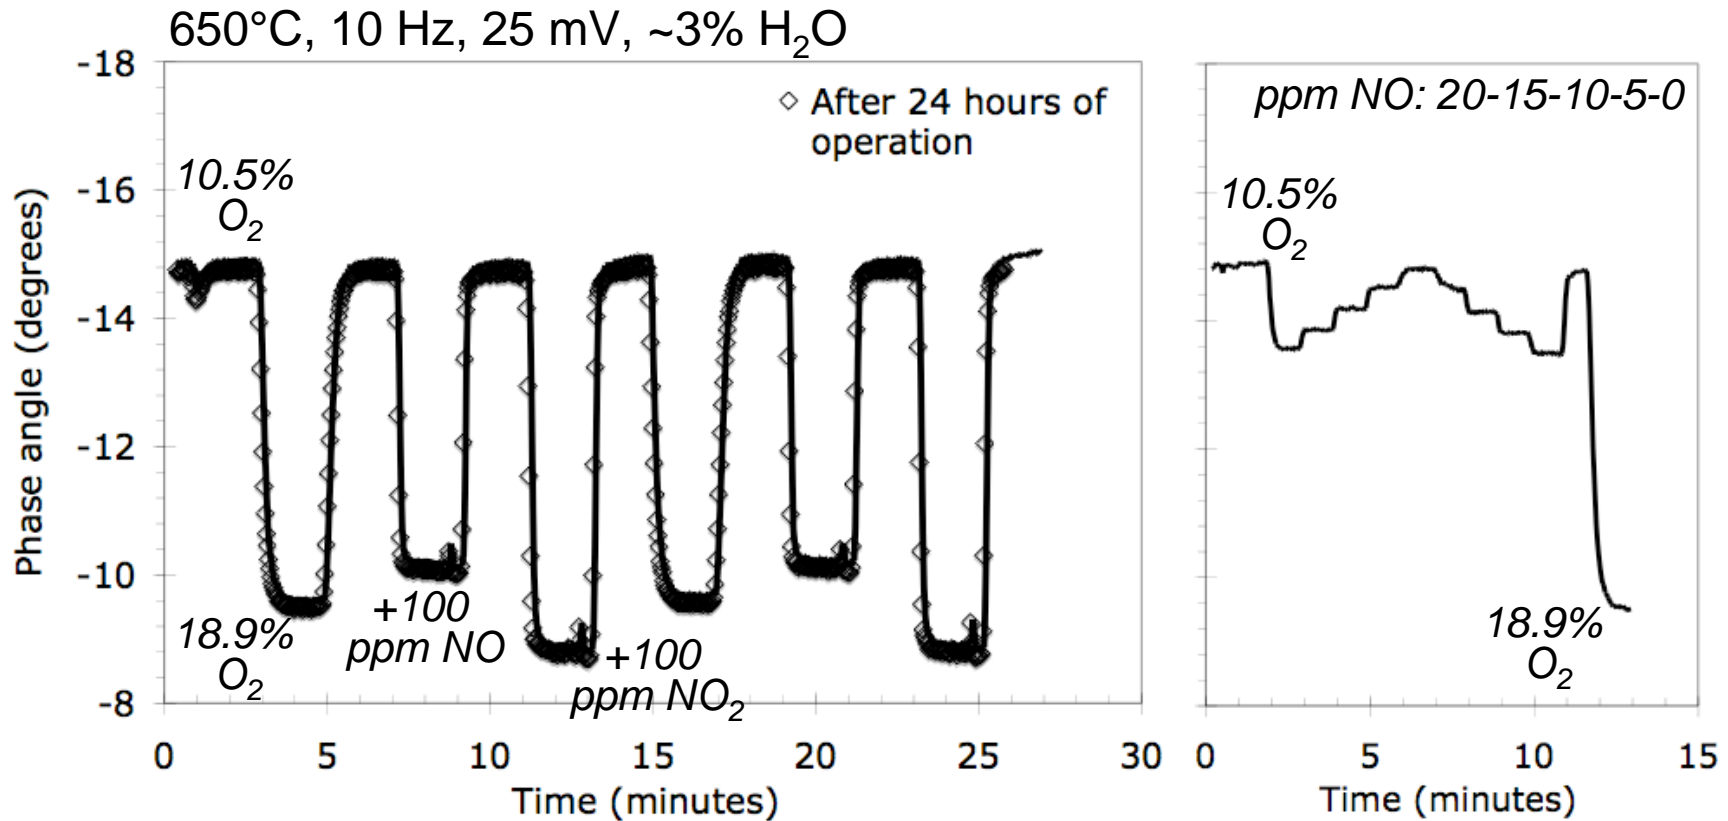 650°C, 10 Hz, 25 mV, ~3% H₂O
-18
-16
-14
-12
-10
-8
Phase angle (degrees)
◇ After 24 hours of
operation
10.5%
O₂
18.9%
O₂
+100
ppm NO
+100
ppm NO₂
0 5 10 15 20 25 30
Time (minutes)
ppm NO: 20-15-10-5-0
10.5%
O₂
18.9%
O₂
0 5 10 15
Time (minutes)